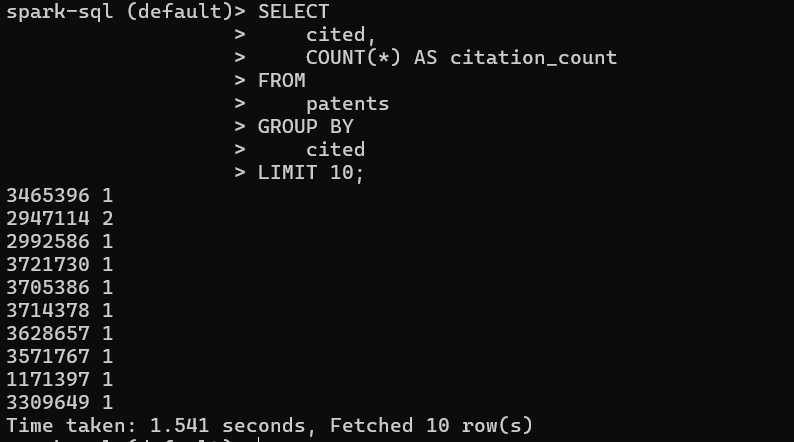 spark-sql (default)> SELECT
> cited,
> COUNT(*) AS citation_count
> FROM
> patents
> GROUP BY
> cited
> LIMIT 10;
3465396 1
2947114 2
2992586 1
3721730 1
3705386 1
3714378 1
3628657 1
3571767 1
1171397 1
3309649 1
Time taken: 1.541 seconds, Fetched 10 row(s)